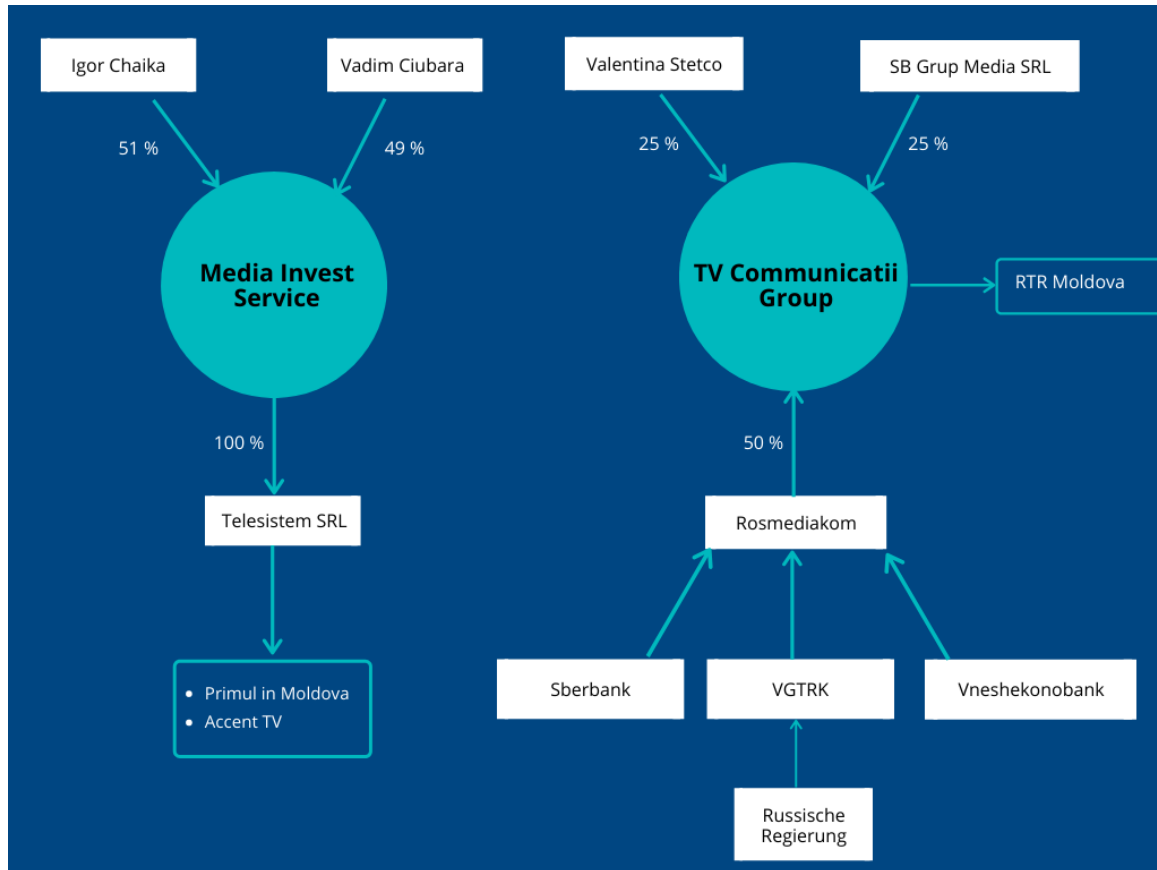 Igor Chaika
Vadim Ciubara
Valentina Stetco
SB Grup Media SRL
51 %
49 %
25 %
25 %
Media Invest
Service
TV Communicatii
Group
RTR Moldova
100 %
50 %
Telesistem SRL
Rosmediakom
Primul in Moldova
Accent TV
Sberbank
VGTRK
Vneshekonobank
Russische
Regierung